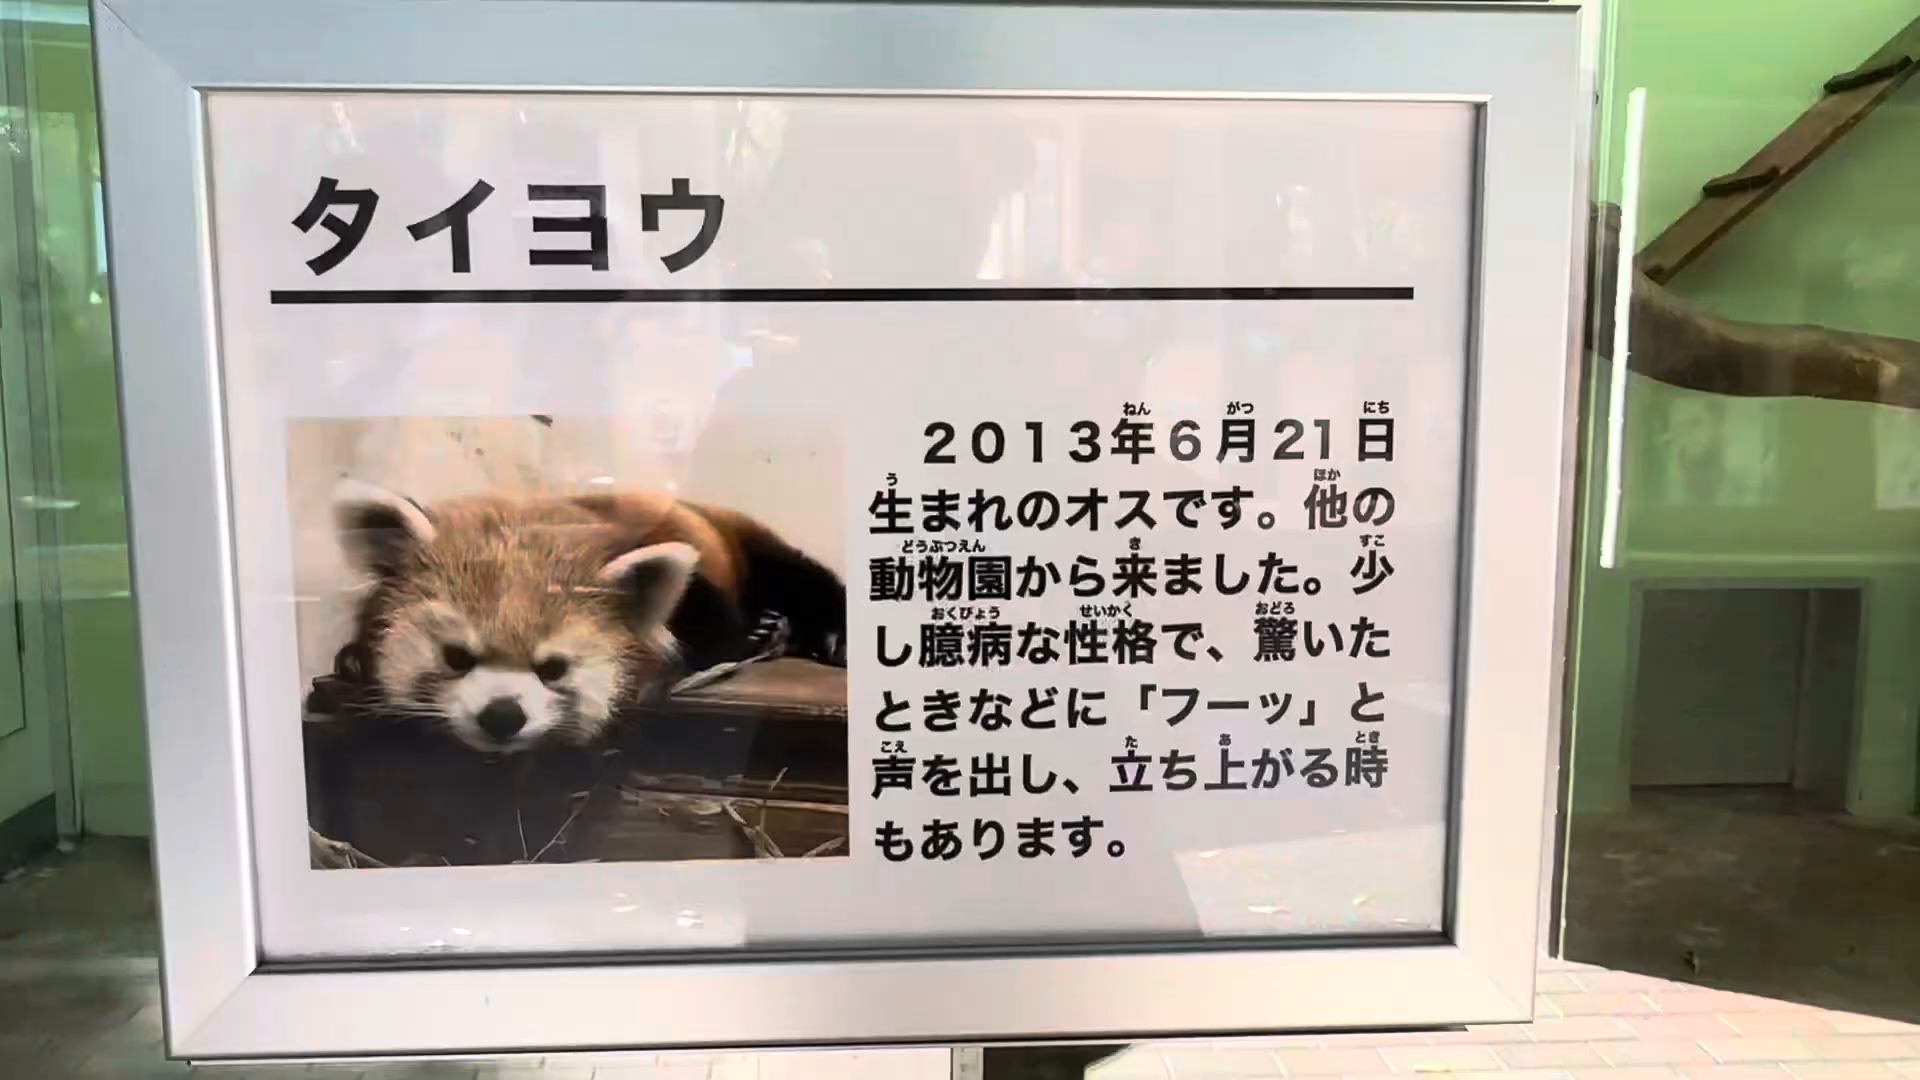 タイヨウ
2013年6月21日
生まれのオスです。他の
動物園から来ました。少
し臆病な性格で、驚いた
ときなどに「フーッ」と
声を出し、立ち上がる時
もあります。